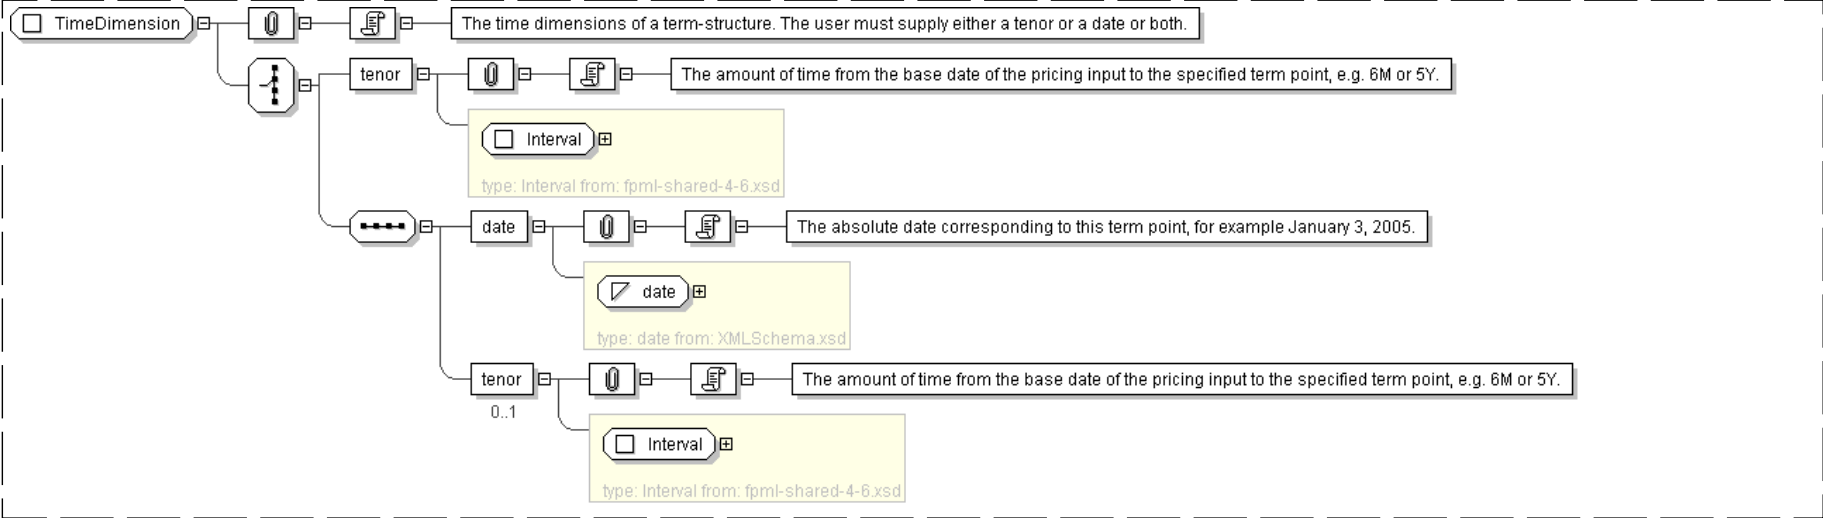 TimeDimension
The time dimensions of a term-structure. The user must supply either a tenor or a date or both.
tenor
The amount of time from the base date of the pricing input to the specified term point, e.g. 6M or 5Y.
Interval
type: Interval from: fpml-shared-4-6.xsd
date
The absolute date corresponding to this term point, for example January 3, 2005.
date
type: date from: XMLSchema.xsd
tenor
The amount of time from the base date of the pricing input to the specified term point, e.g. 6M or 5Y.
0..1
Interval
type: Interval from: fpml-shared-4-6.xsd